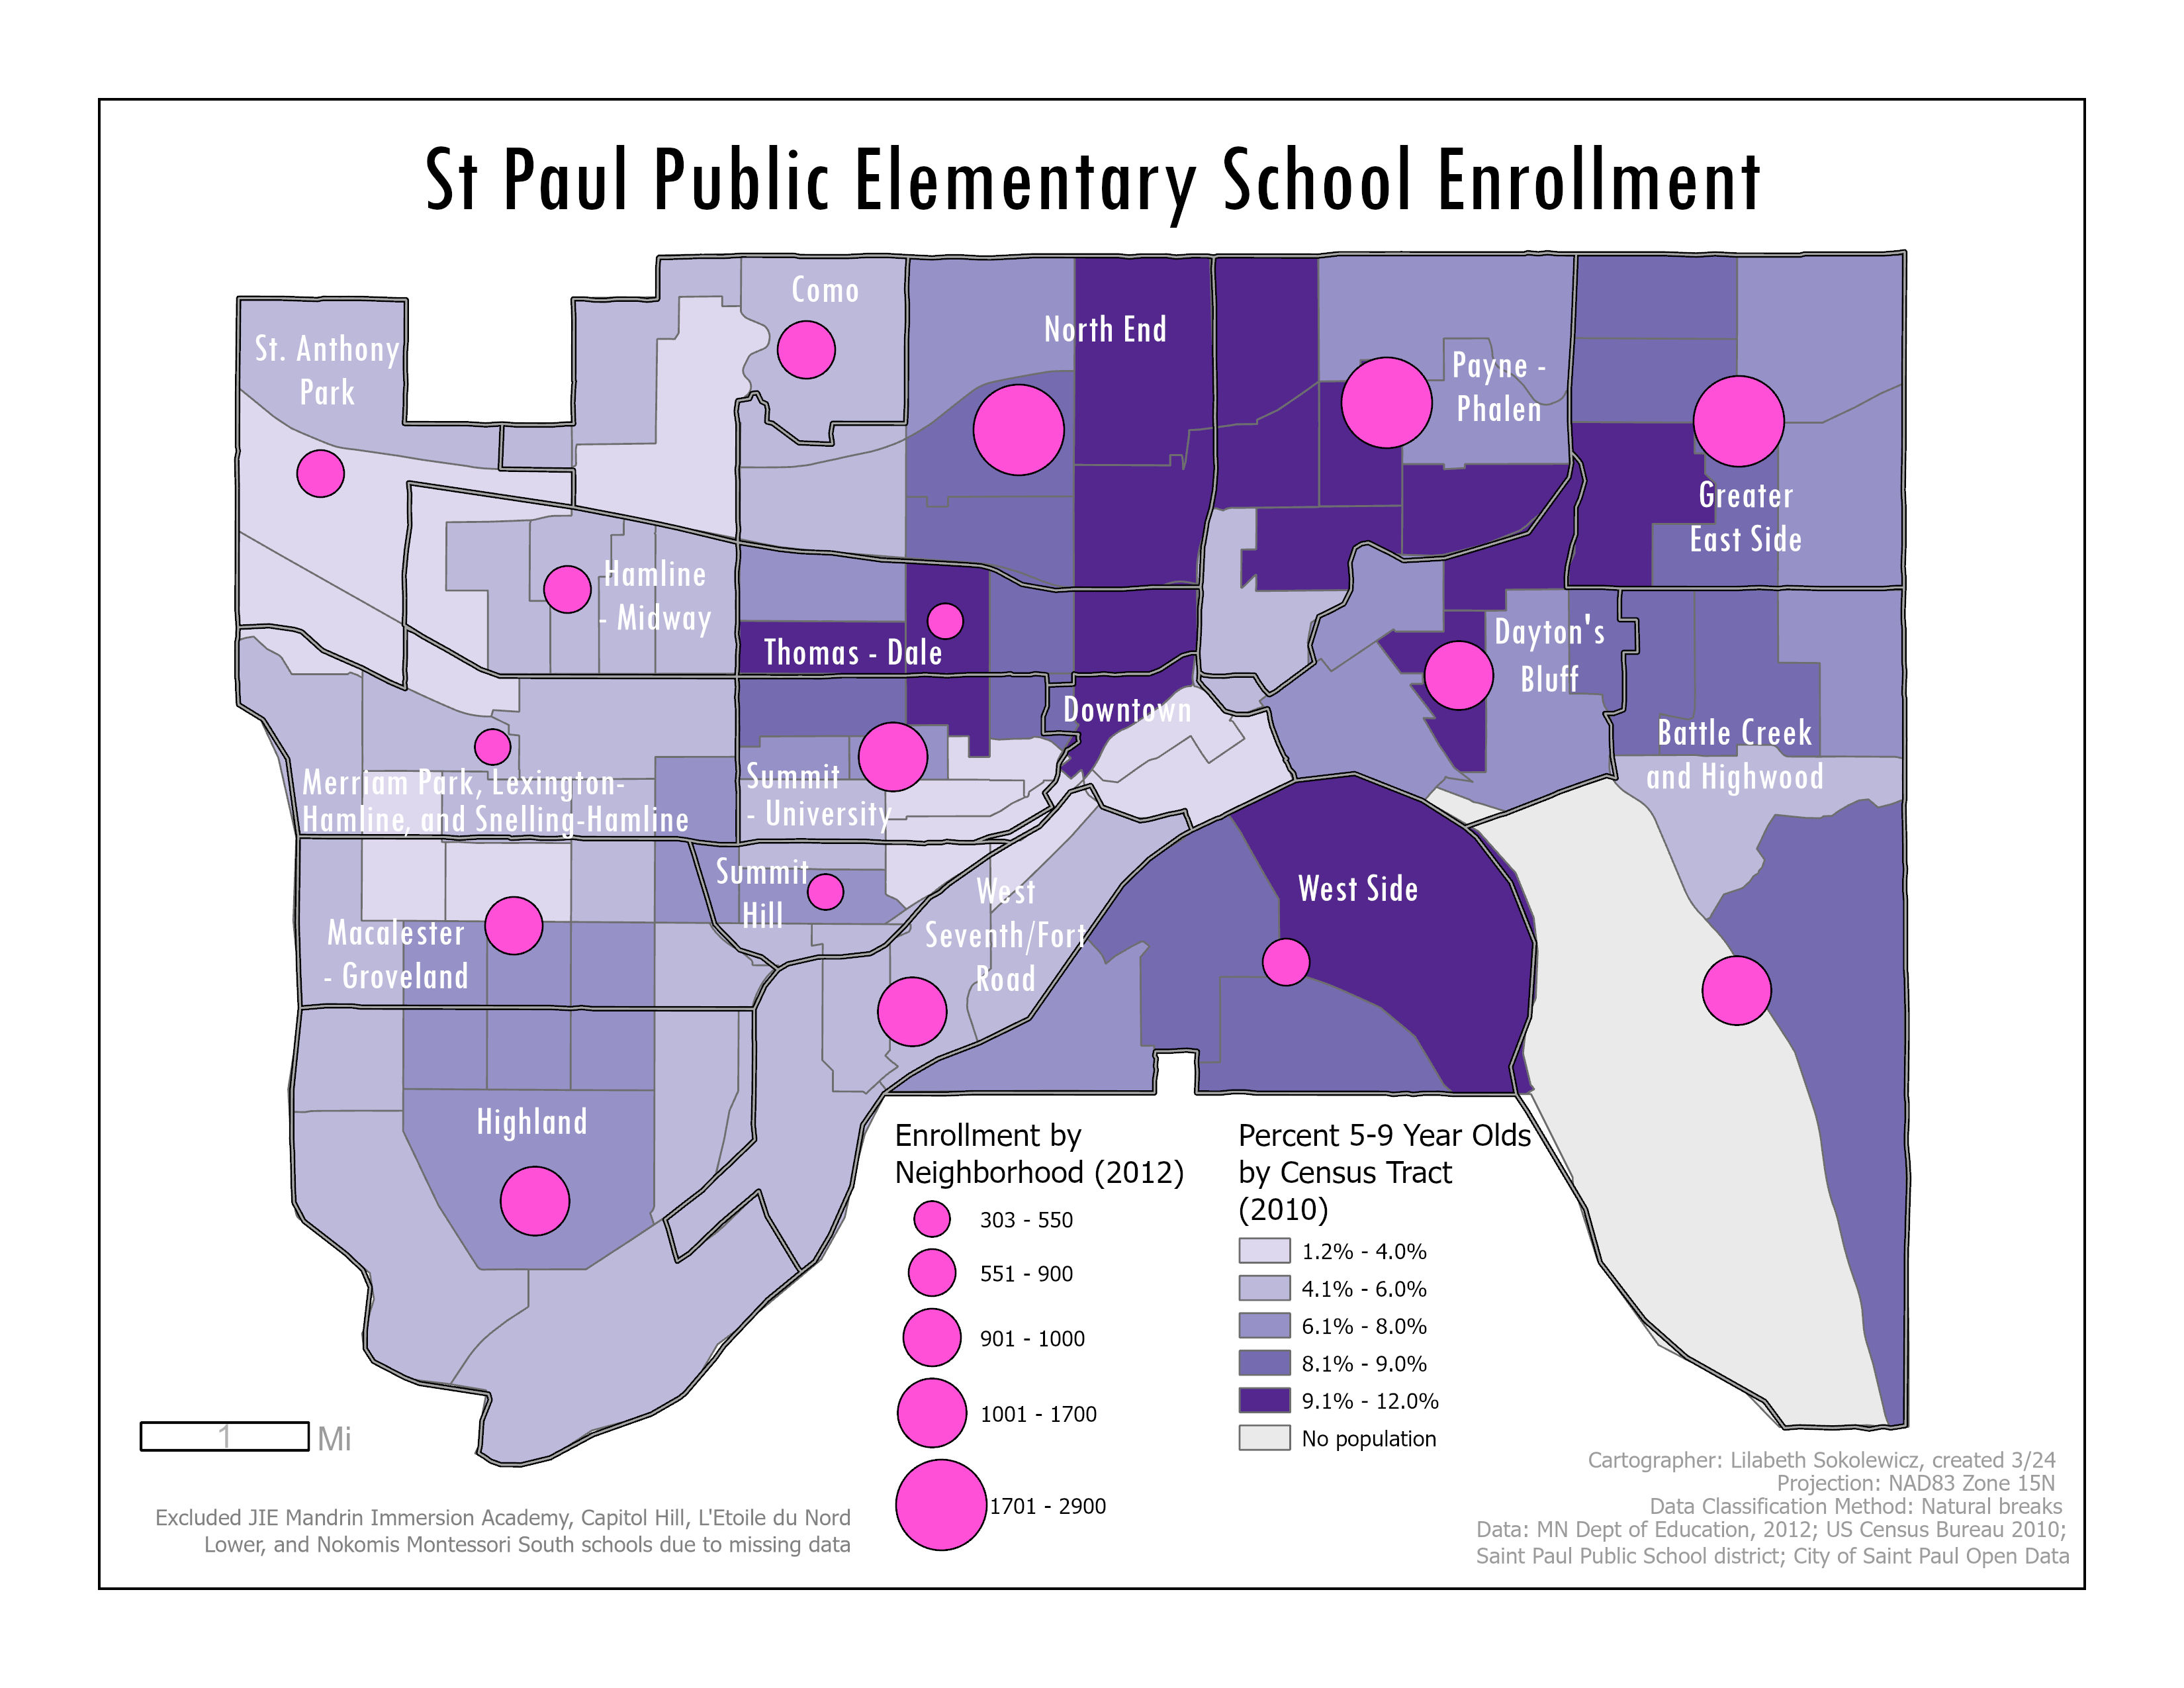 St Paul Public Elementary School Enrollment
Como
North End
St. Anthony
Park
Payne -
Phalen
Greater
East Side
Hamline
- Midway
Thomas - Dale
Dayton's
Bluff
Downtown
Battle Creek
and Highwood
Merriam Park, Lexington-
Hamline, and Snelling-Hamline
Summit
- University
Summit
Hill
West
Seventh/Fort
Road
West Side
Macalester
- Groveland
Highland
Enrollment by
Neighborhood (2012)
303 - 550
551 - 900
901 - 1000
1001 - 1700
1701 - 2900
Percent 5-9 Year Olds
by Census Tract
(2010)
1.2% - 4.0%
4.1% - 6.0%
6.1% - 8.0%
8.1% - 9.0%
9.1% - 12.0%
No population
1 Mi
Excluded JIE Mandrin Immersion Academy, Capitol Hill, L'Etoile du Nord
Lower, and Nokomis Montessori South schools due to missing data
Cartographer: Lilabeth Sokolewicz, created 3/24
Projection: NAD83 Zone 15N
Data Classification Method: Natural breaks
Data: MN Dept of Education, 2012; US Census Bureau 2010;
Saint Paul Public School district; City of Saint Paul Open Data